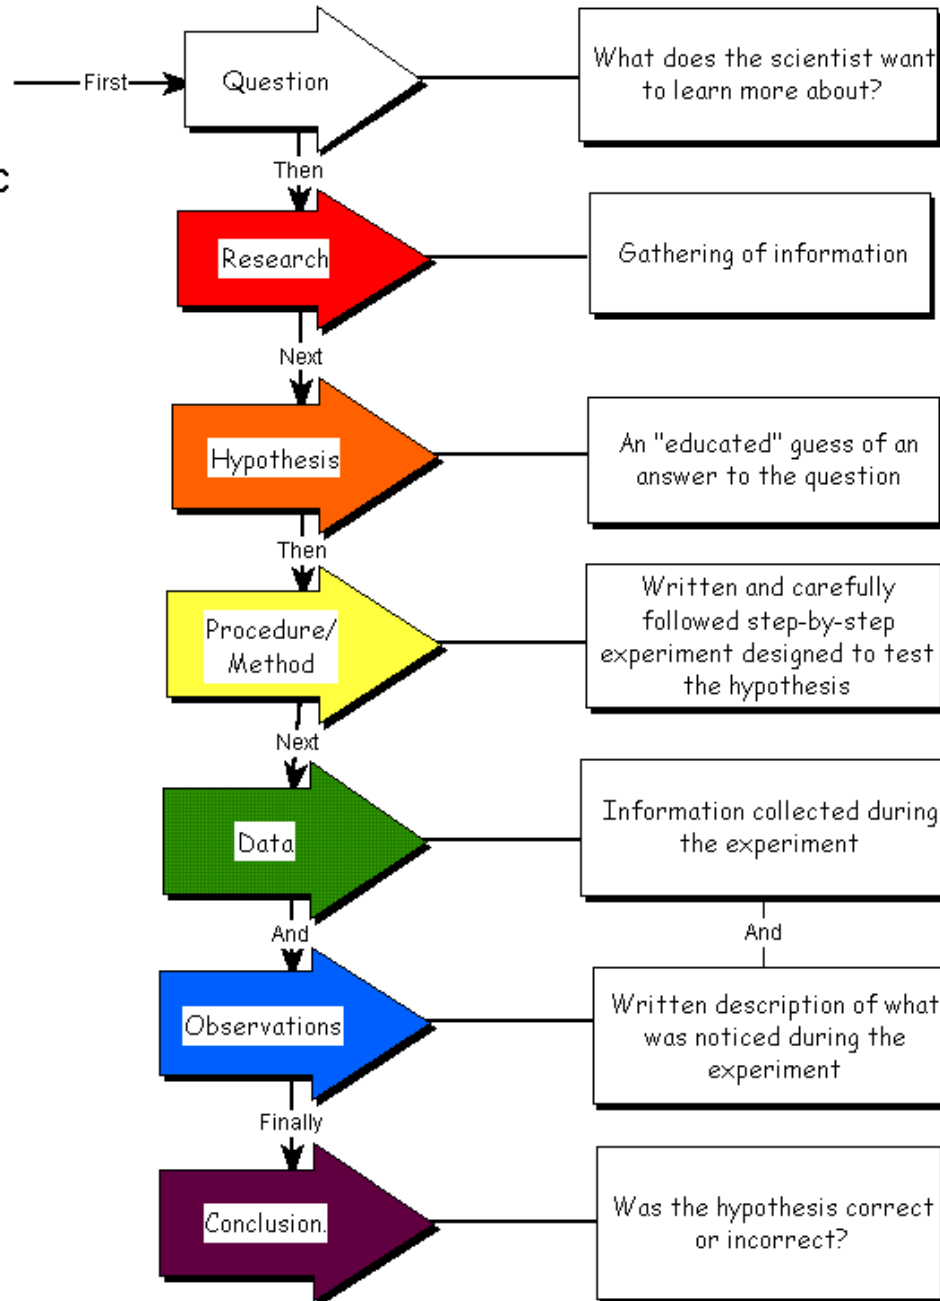 First
Question
What does the scientist want
to learn more about?
Then
c
Research
Gathering of information
Next
Hypothesis
An "educated" guess of an
answer to the question
Then
Procedure/
Method
Written and carefully
followed step-by-step
experiment designed to test
the hypothesis
Next
Data
Information collected during
the experiment
And
And
Observations
Written description of what
was noticed during the
experiment
Finally
Conclusion.
Was the hypothesis correct
or incorrect?